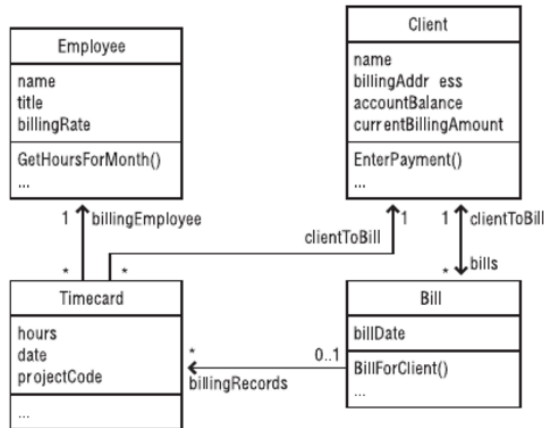 Employee
name
title
billingRate
GetHoursForMonth()
...
Client
name
billingAddr ess
accountBalance
currentBillingAmount
EnterPayment()
...
1 billingEmployee
clientToBill
1
1 clientToBill
*
*
* bills
Timecard
hours
date
projectCode
...
*
billingRecords
0..1
Bill
billDate
BillForClient()
...